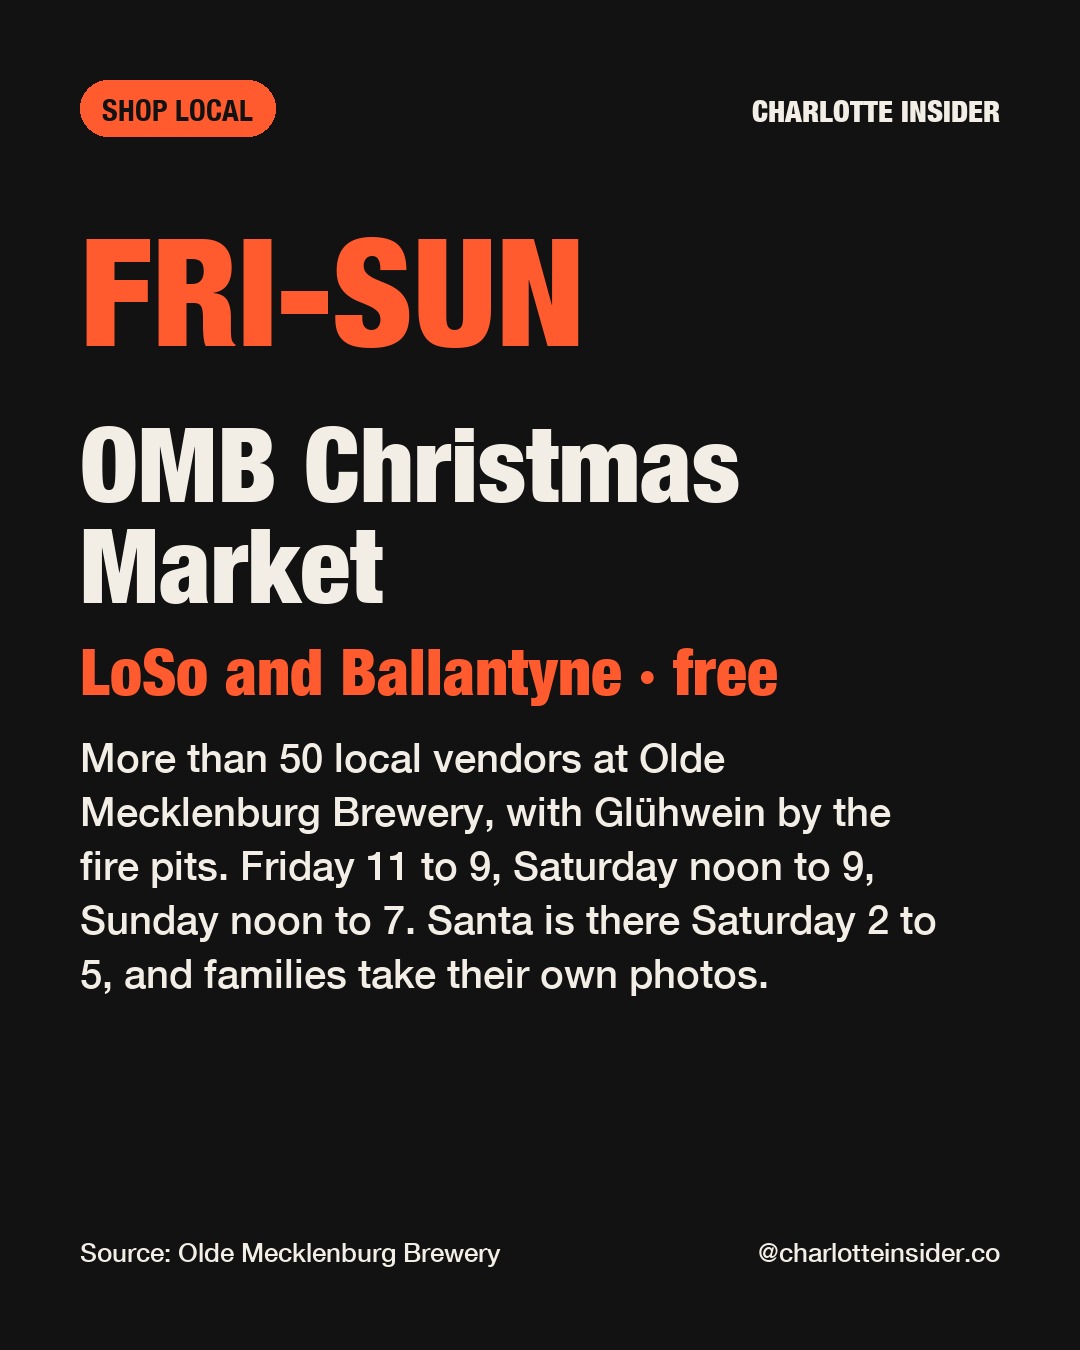 SHOP LOCAL
CHARLOTTE INSIDER
FRI-SUN
OMB Christmas
Market
LoSo and Ballantyne · free
More than 50 local vendors at Olde
Mecklenburg Brewery, with Glühwein by the
fire pits. Friday 11 to 9, Saturday noon to 9,
Sunday noon to 7. Santa is there Saturday 2 to
5, and families take their own photos.
Source: Olde Mecklenburg Brewery
@charlotteinsider.co